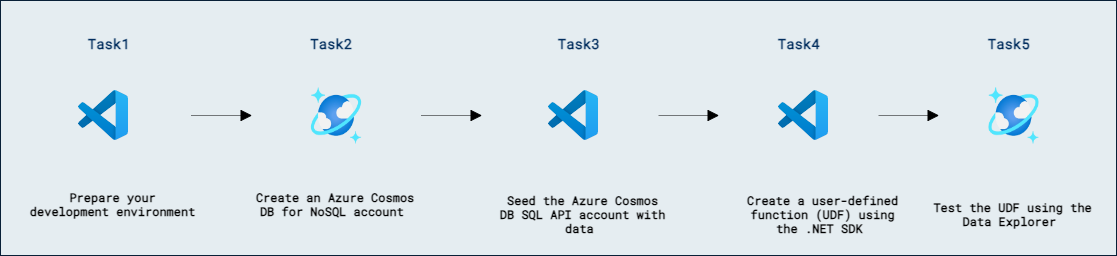 Task1
Task2
Task3
Task4
Task5
Prepare your
development environment
Create an Azure Cosmos
DB for NoSQL account
Seed the Azure Cosmos
DB SQL API account with
data
Create a user-defined
function (UDF) using
the .NET SDK
Test the UDF using the
Data Explorer